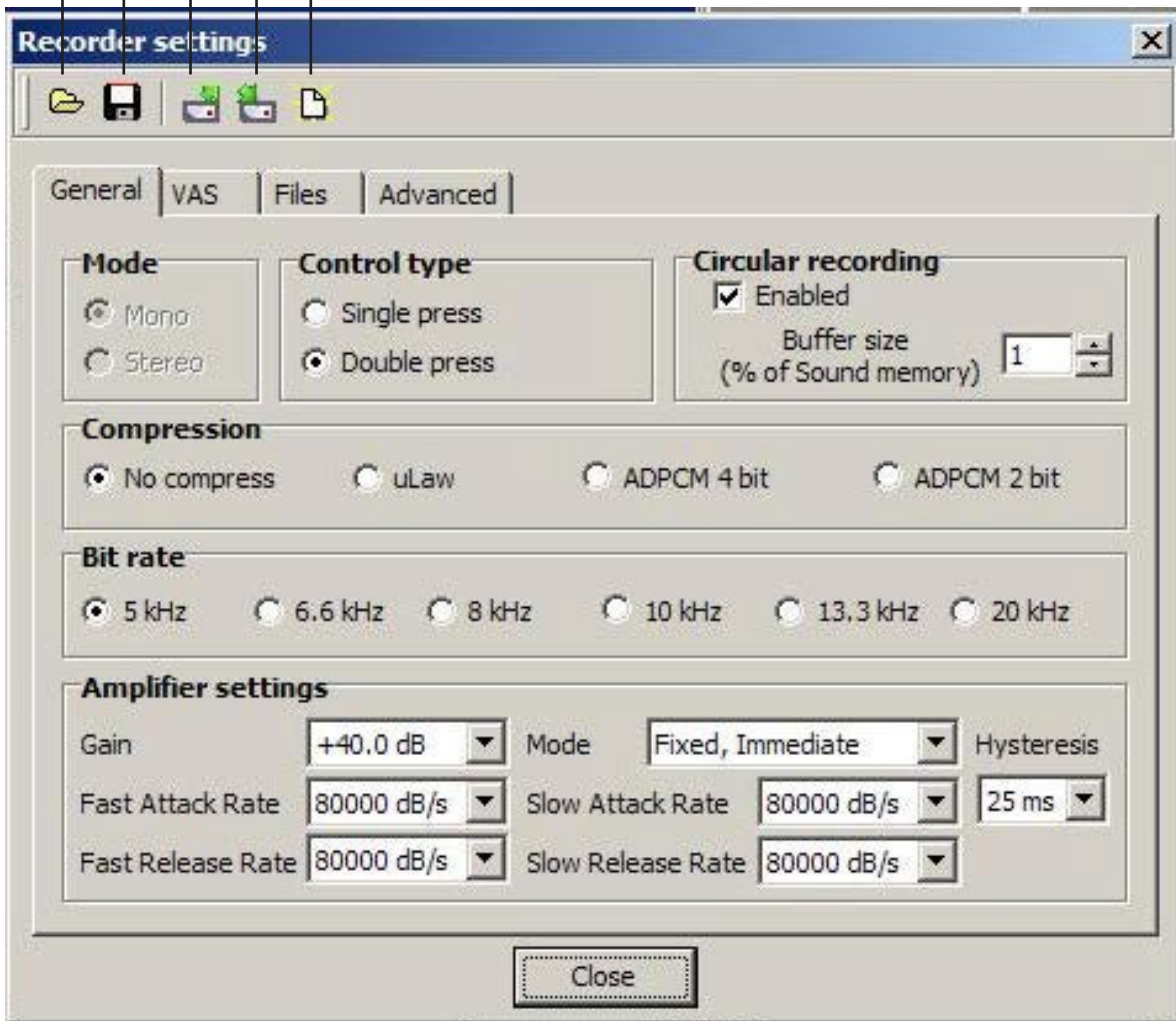 Recorder settings
General VAS Files Advanced
Mode
Mono
Stereo
Control type
Single press
Double press
Circular recording
Enabled
Buffer size
(% of Sound memory) 1
Compression
No compress uLaw ADPCM 4 bit ADPCM 2 bit
Bit rate
5 kHz 6.6 kHz 8 kHz 10 kHz 13.3 kHz 20 kHz
Amplifier settings
Gain +40.0 dB Mode Fixed, Immediate Hysteresis
Fast Attack Rate 80000 dB/s Slow Attack Rate 80000 dB/s 25 ms
Fast Release Rate 80000 dB/s Slow Release Rate 80000 dB/s
Close